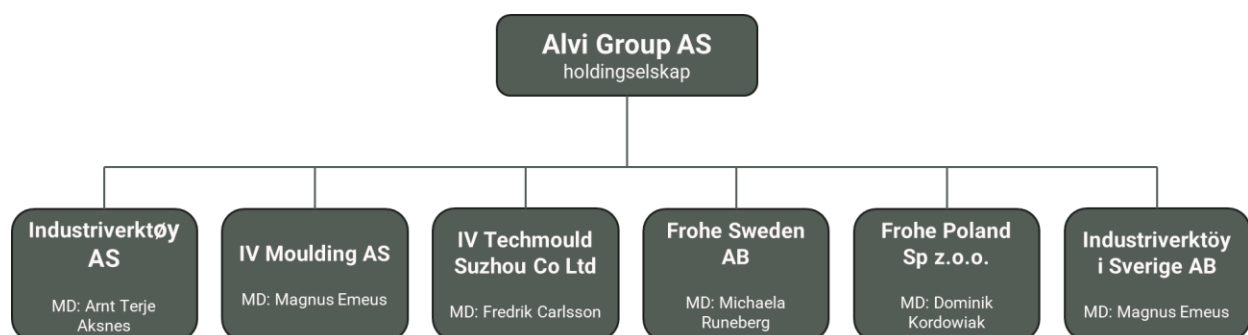 Alvi Group AS
holdingselskap
Industriverktøy
AS
MD: Arnt Terje
Aksnes
IV Moulding AS
MD: Magnus Emeus
IV Techmould
Suzhou Co Ltd
MD: Fredrik Carlsson
Frohe Sweden
AB
MD: Michaela
Runeberg
Frohe Poland
Sp z.o.o.
MD: Dominik
Kordowiak
Industriverktöy
i Sverige AB
MD: Magnus Emeus